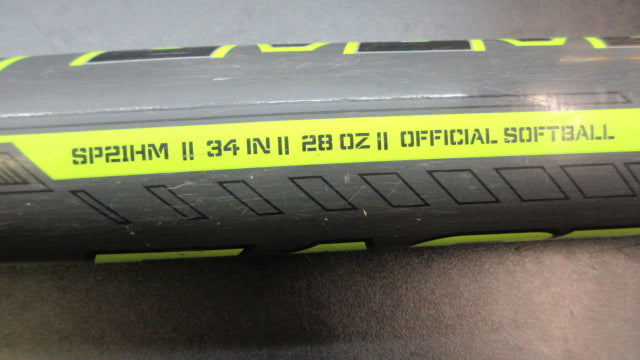 SP21HM || 34 IN || 28 OZ || OFFICIAL SOFTBALL